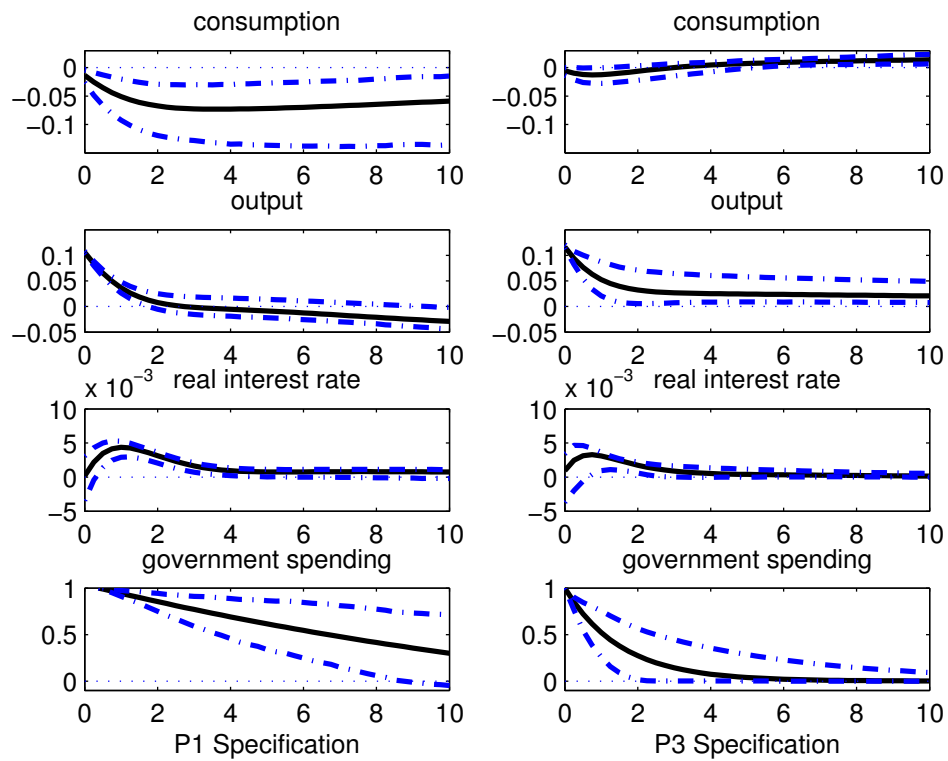 consumption
consumption
0
−0.05
−0.1
0 2 4 6 8 10
0
−0.05
−0.1
0 2 4 6 8 10
output
output
0.1
0.05
0
−0.05
0 2 4 6 8 10
0.1
0.05
0
−0.05
0 2 4 6 8 10
x 10−3 real interest rate
x 10−3 real interest rate
10
5
0
−5
0 2 4 6 8 10
10
5
0
−5
0 2 4 6 8 10
government spending
government spending
1
0.5
0
0 2 4 6 8 10
1
0.5
0
0 2 4 6 8 10
P1 Specification
P3 Specification